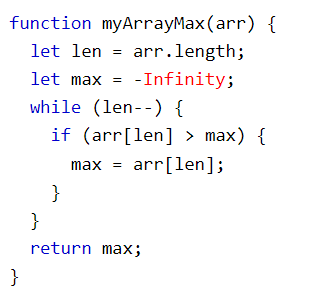 function myArrayMax(arr) {
  let len = arr.length;
  let max = -Infinity;
  while (len--) {
    if (arr[len] > max) {
      max = arr[len];
    }
  }
  return max;
}